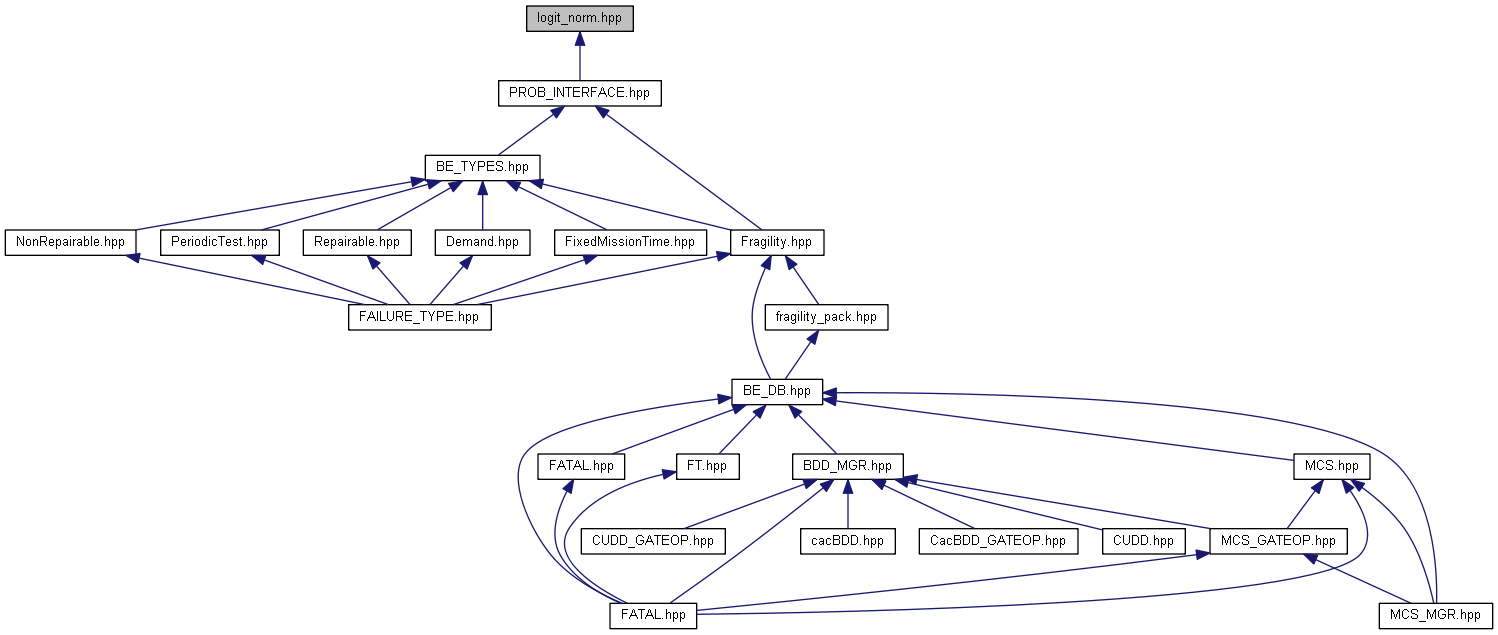 logit_norm.hpp
PROB_INTERFACE.hpp
BE_TYPES.hpp
NonRepairable.hpp
PeriodicTest.hpp
Repairable.hpp
Demand.hpp
FixedMissionTime.hpp
Fragility.hpp
FAILURE_TYPE.hpp
fragility_pack.hpp
BE_DB.hpp
FATAL.hpp
FT.hpp
BDD_MGR.hpp
MCS.hpp
CUDD_GATEOP.hpp
cacBDD.hpp
CacBDD_GATEOP.hpp
CUDD.hpp
MCS_GATEOP.hpp
FATAL.hpp
MCS_MGR.hpp